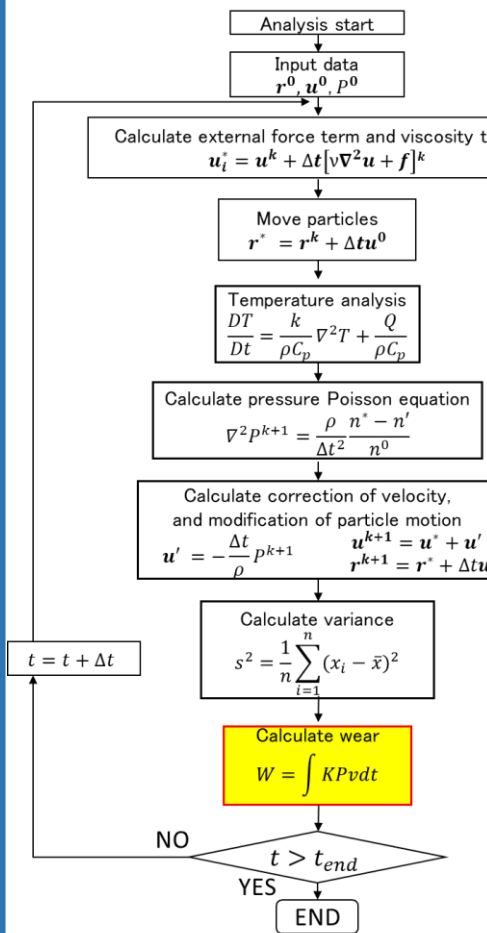 Analysis start
Input data
r⁰, u⁰, P⁰
Calculate external force term and viscosity t
uᵢ* = uᵏ + Δt[ν∇²u + f]ᵏ
Move particles
r* = rᵏ + Δtu⁰
Temperature analysis
DT/Dt = k/ρCₚ ∇²T + Q/ρCₚ
Calculate pressure Poisson equation
∇²Pᵏ⁺¹ = ρ/Δt² n* − n′/n⁰
Calculate correction of velocity,
and modification of particle motion
u′ = −Δt/ρ Pᵏ⁺¹ uᵏ⁺¹ = u* + u′
rᵏ⁺¹ = r* + Δtu
Calculate variance
s² = 1/n ∑ⁿᵢ₌₁ (xᵢ − x̄)²
t = t + Δt
Calculate wear
W = ∫ KPvdt
NO
t > tₑₙd
YES
END